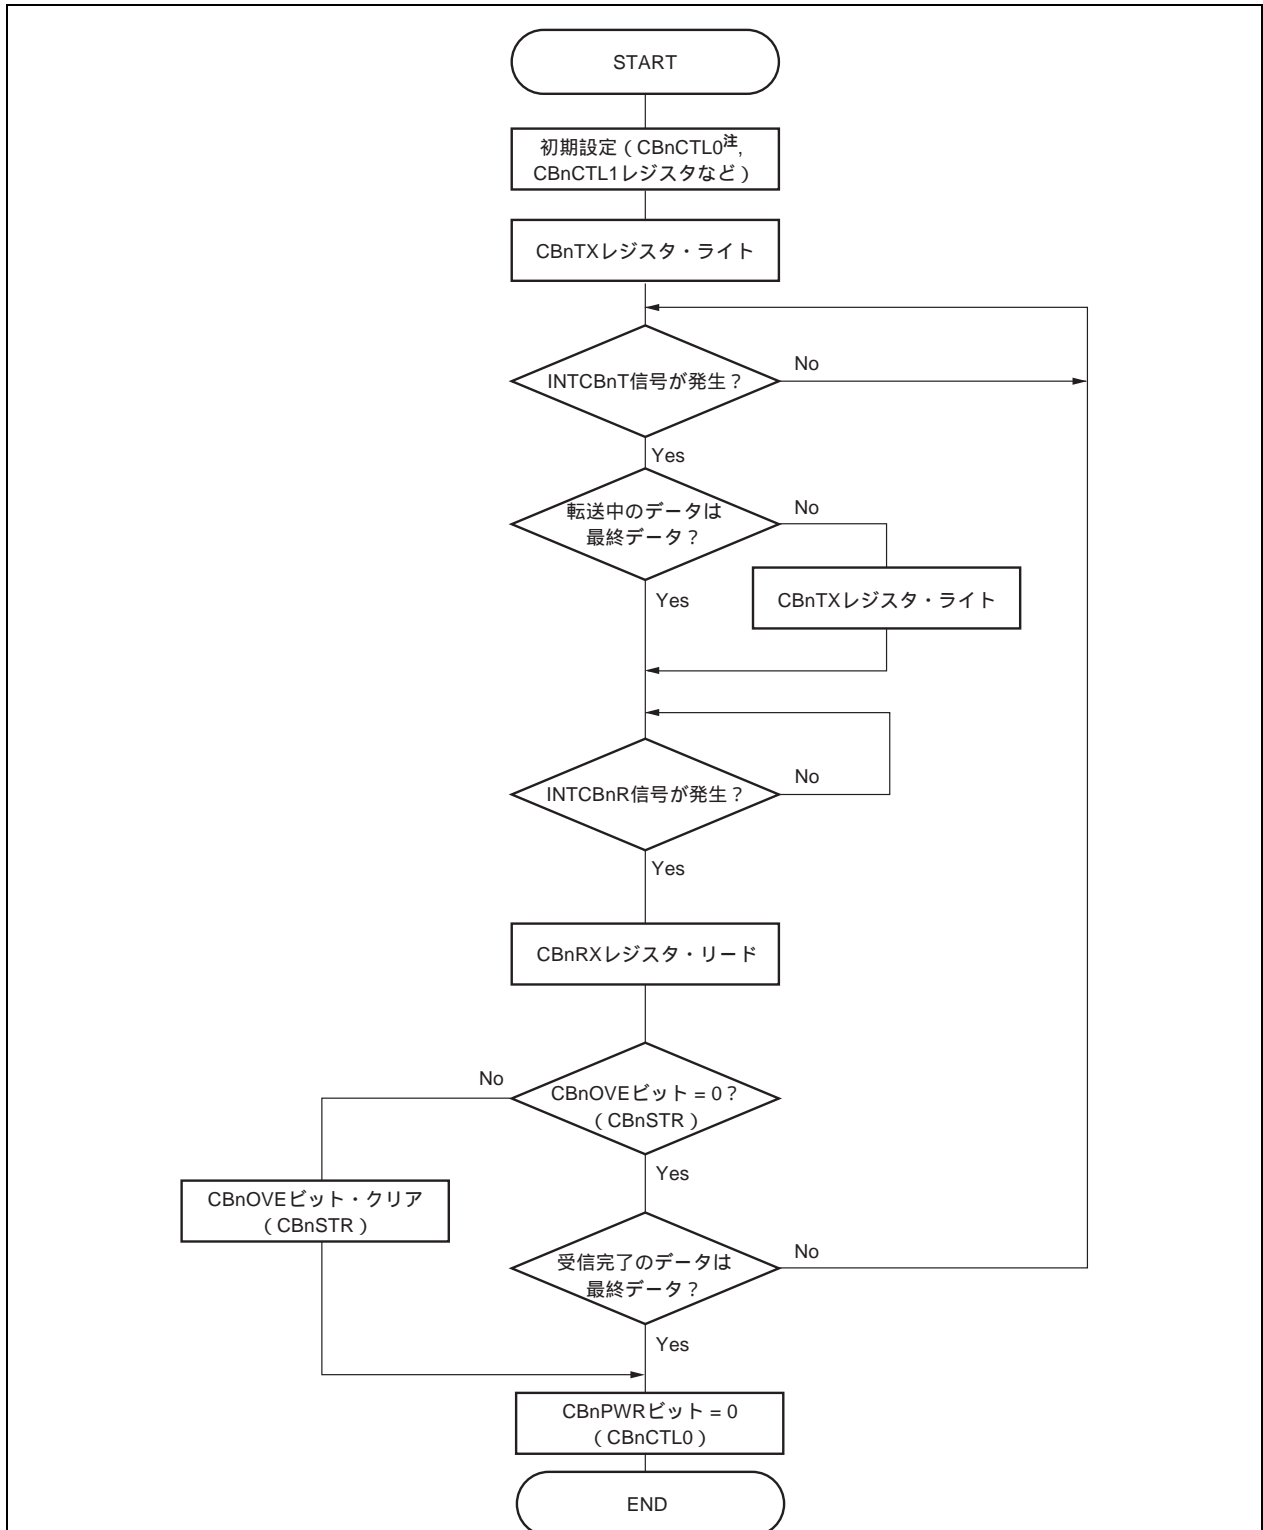 START
初期設定（CBnCTL0注,
CBnCTL1レジスタなど）
CBnTXレジスタ・ライト
INTCBnT信号が発生？
No
Yes
転送中のデータは
最終データ？
No
Yes
CBnTXレジスタ・ライト
INTCBnR信号が発生？
No
Yes
CBnRXレジスタ・リード
CBnOVEビット = 0？
（CBnSTR）
No
Yes
CBnOVEビット・クリア
（CBnSTR）
受信完了のデータは
最終データ？
No
Yes
CBnPWRビット = 0
（CBnCTL0）
END